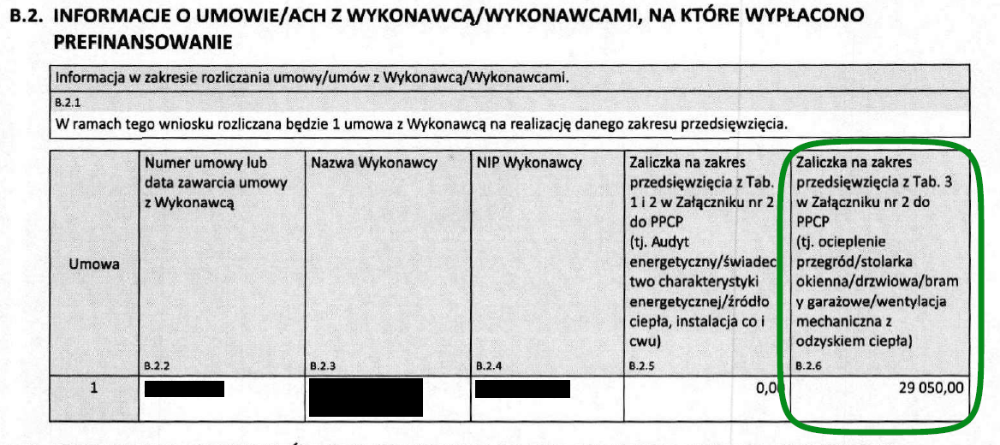 B.2. INFORMACJE O UMOWIE/ACH Z WYKONAWCĄ/WYKONAWCAMI, NA KTÓRE WYPŁACONO
PREFINANSOWANIE
Informacja w zakresie rozliczania umowy/umów z Wykonawcą/Wykonawcami.
B.2.1
W ramach tego wniosku rozliczana będzie 1 umowa z Wykonawcą na realizację danego zakresu przedsięwzięcia.
Umowa
Numer umowy lub
data zawarcia umowy
z Wykonawcą
B.2.2
Nazwa Wykonawcy
B.2.3
NIP Wykonawcy
B.2.4
Zaliczka na zakres
przedsięwzięcia z Tab.
1 i 2 w Załączniku nr 2
do PPCP
(tj. Audyt
energetyczny/świadec
two charakterystyki
energetycznej/źródło
ciepła, instalacja co i
cwu)
B.2.5
Zaliczka na zakres
przedsięwzięcia z Tab. 3
w Załączniku nr 2 do
PPCP
(tj. ocieplenie
przegród/stolarka
okienna/drzwiowa/bram
y garażowe/wentylacja
mechaniczna z
odzyskiem ciepła)
B.2.6
1
0,00
29 050,00